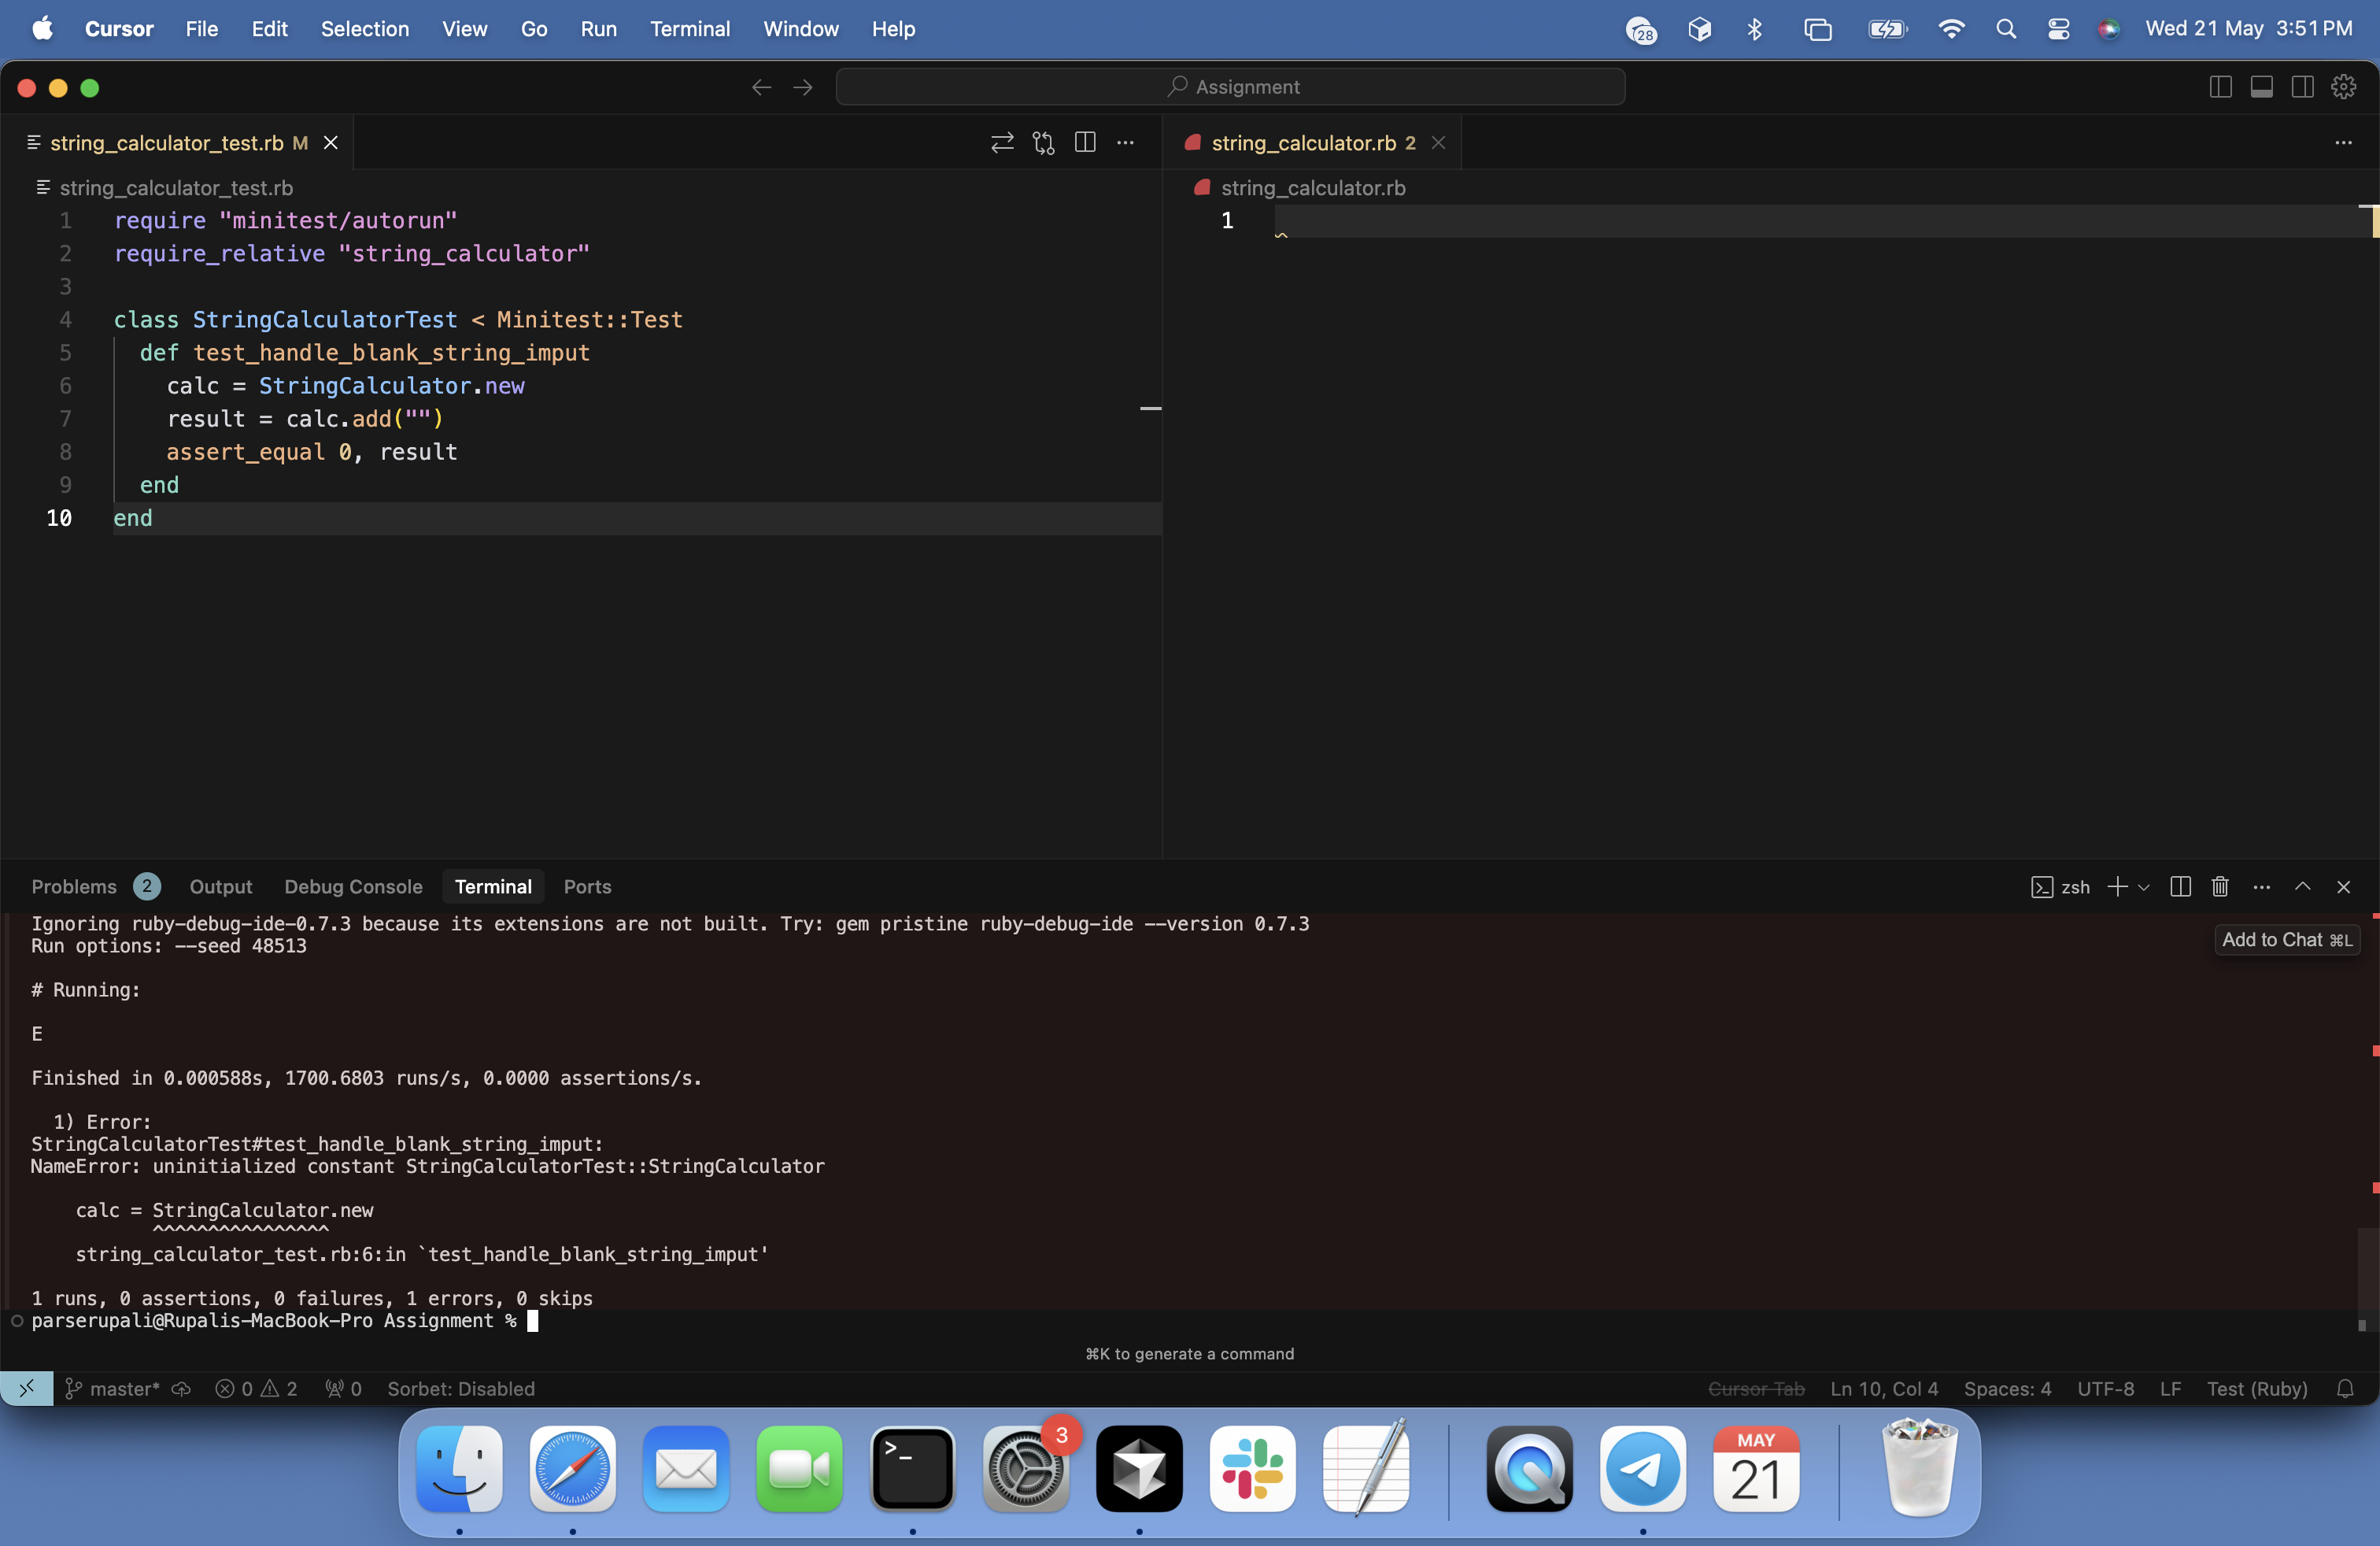 Cursor File Edit Selection View Go Run Terminal Window Help 28 Wed 21 May 3:51 PM
Assignment
string_calculator_test.rb M
string_calculator.rb 2
string_calculator_test.rb
1 require "minitest/autorun"
2 require_relative "string_calculator"
3
4 class StringCalculatorTest < Minitest::Test
5 def test_handle_blank_string_imput
6 calc = StringCalculator.new
7 result = calc.add("")
8 assert_equal 0, result
9 end
10 end
string_calculator.rb
1
Problems 2 Output Debug Console Terminal Ports zsh
Ignoring ruby-debug-ide-0.7.3 because its extensions are not built. Try: gem pristine ruby-debug-ide --version 0.7.3
Add to Chat ⌘L
Run options: --seed 48513
# Running:
E
Finished in 0.000588s, 1700.6803 runs/s, 0.0000 assertions/s.
1) Error:
StringCalculatorTest#test_handle_blank_string_imput:
NameError: uninitialized constant StringCalculatorTest::StringCalculator
calc = StringCalculator.new
^^^^^^^^^^^^^^^^
string_calculator_test.rb:6:in `test_handle_blank_string_imput'
1 runs, 0 assertions, 0 failures, 1 errors, 0 skips
parserupali@Rupalis-MacBook-Pro Assignment %
⌘K to generate a command
master* 0 2 0 Sorbet: Disabled Cursor Tab Ln 10, Col 4 Spaces: 4 UTF-8 LF Test (Ruby)
3
MAY
21